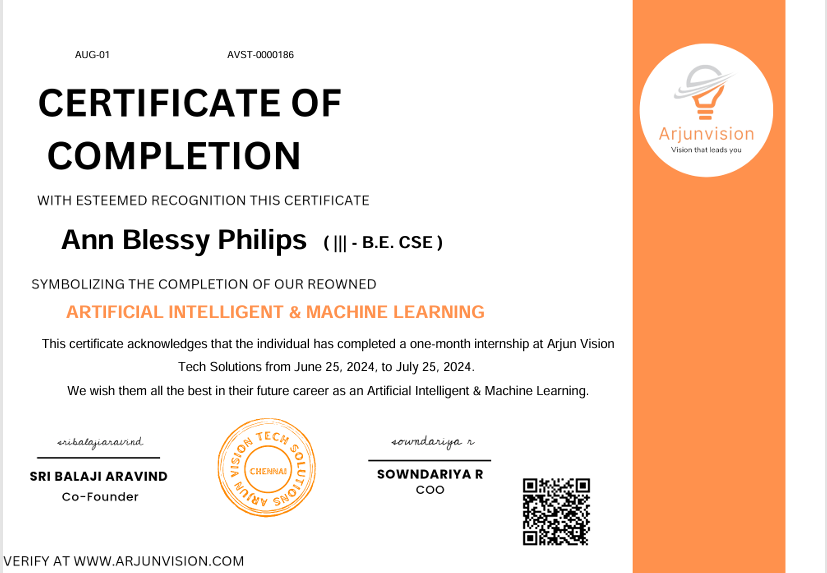 AUG-01 AVST-0000186
CERTIFICATE OF
COMPLETION
WITH ESTEEMED RECOGNITION THIS CERTIFICATE
Ann Blessy Philips ( ||| - B.E. CSE )
SYMBOLIZING THE COMPLETION OF OUR REOWNED
ARTIFICIAL INTELLIGENT & MACHINE LEARNING
This certificate acknowledges that the individual has completed a one-month internship at Arjun Vision
Tech Solutions from June 25, 2024, to July 25, 2024.
We wish them all the best in their future career as an Artificial Intelligent & Machine Learning.
sribalajiaravind
SRI BALAJI ARAVIND
Co-Founder
ARJUN VISION TECH SOLUTIONS
CHENNAI
sowndariya r
SOWNDARIYA R
COO
VERIFY AT WWW.ARJUNVISION.COM
Arjunvision
Vision that leads you